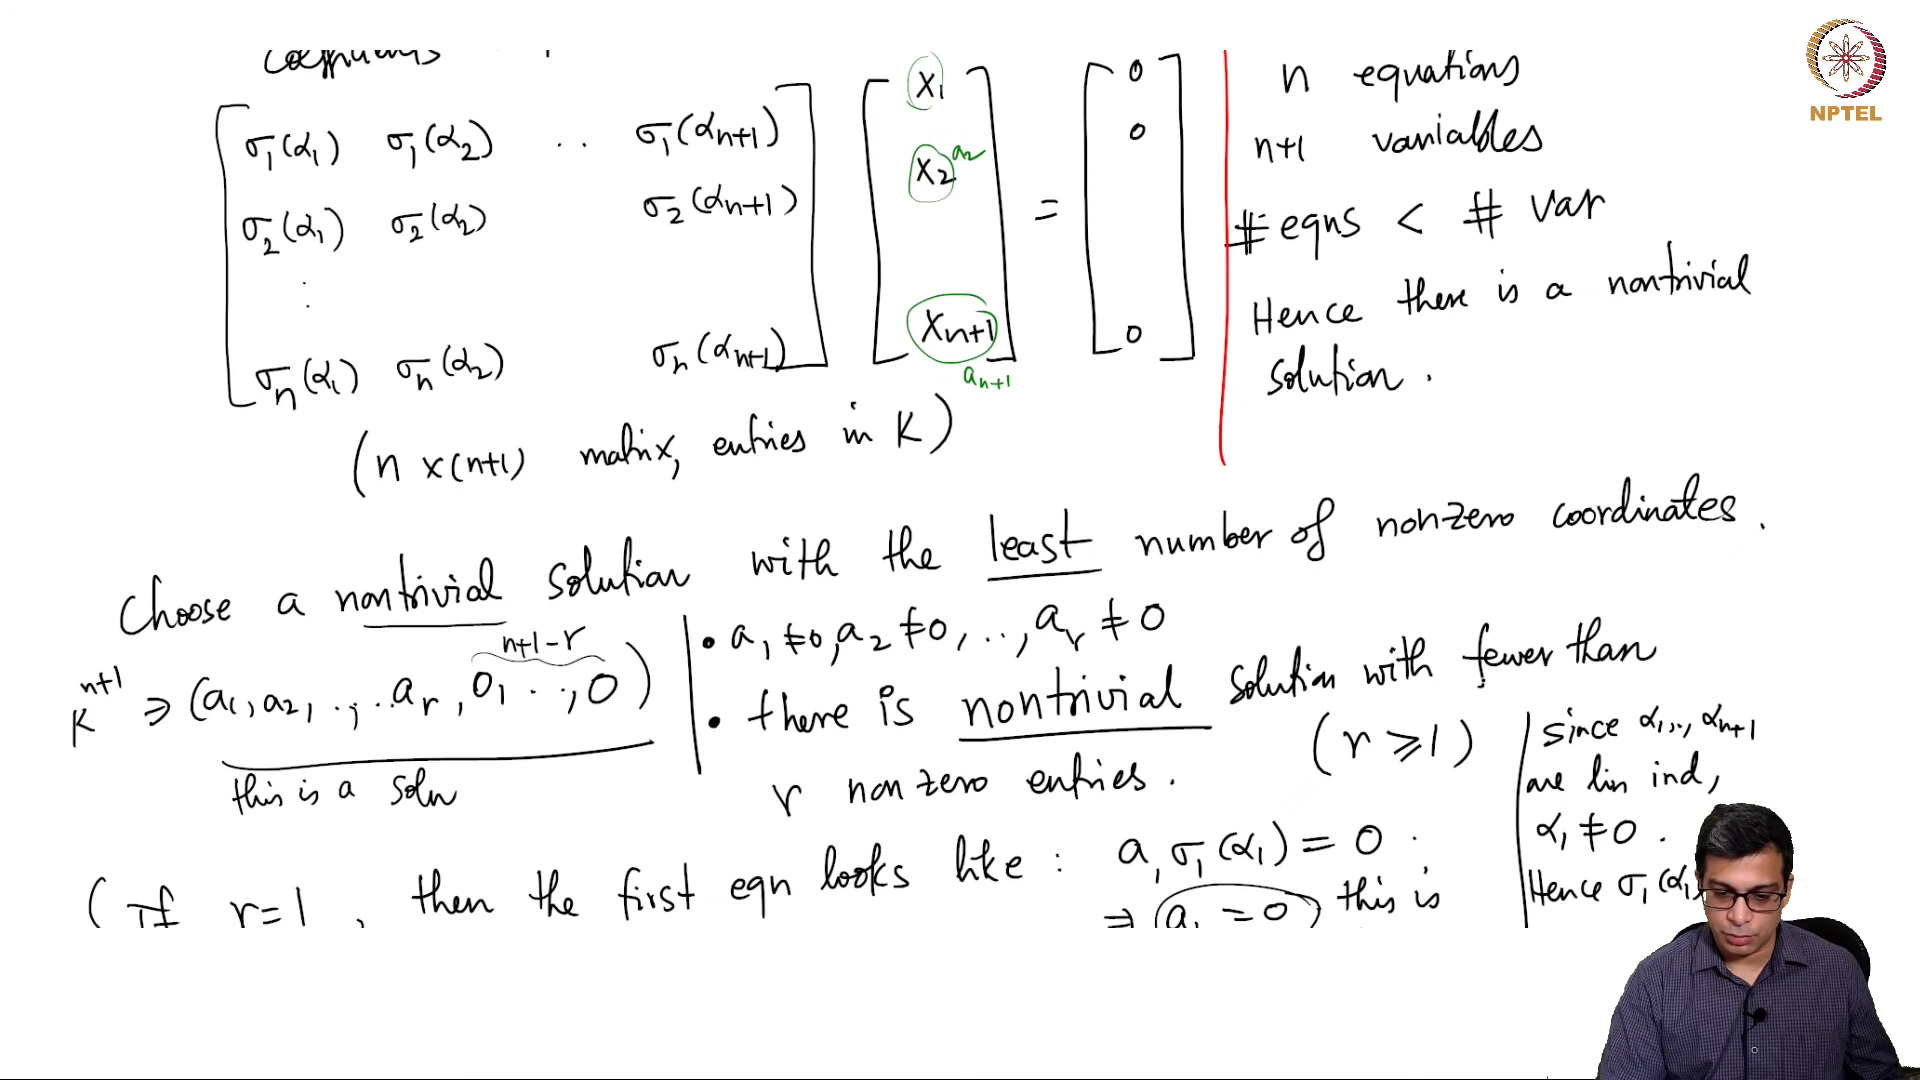 coefficients
σ₁(α₁) σ₁(α₂) .. σ₁(αₙ₊₁)
σ₂(α₁) σ₂(α₂) σ₂(αₙ₊₁)
:
σₙ(α₁) σₙ(α₂) σₙ(αₙ₊₁)
x₁
x₂ a₂
xₙ₊₁
aₙ₊₁
=
0
0
0
(n x(n+1) matrix, entries in K)
n equations
n+1 variables
#eqns < # var
Hence there is a nontrivial
solution.
NPTEL
Choose a nontrivial solution with the least number of nonzero coordinates.
n+1-r
Kⁿ⁺¹ ∋ (a₁, a₂, .., ..aᵣ, 0, .., 0)
this is a soln
• a₁ ≠0, a₂ ≠0, .., aᵣ ≠ 0
• there is nontrivial solution with fewer than
r nonzero entries. (r ≥ 1)
since α₁,.., αₙ₊₁
are lin ind,
α₁ ≠ 0.
Hence σ₁(α₁
(If r=1, then the first eqn looks like : a₁σ₁(α₁) = 0.
⇒ a₁ = 0 this is